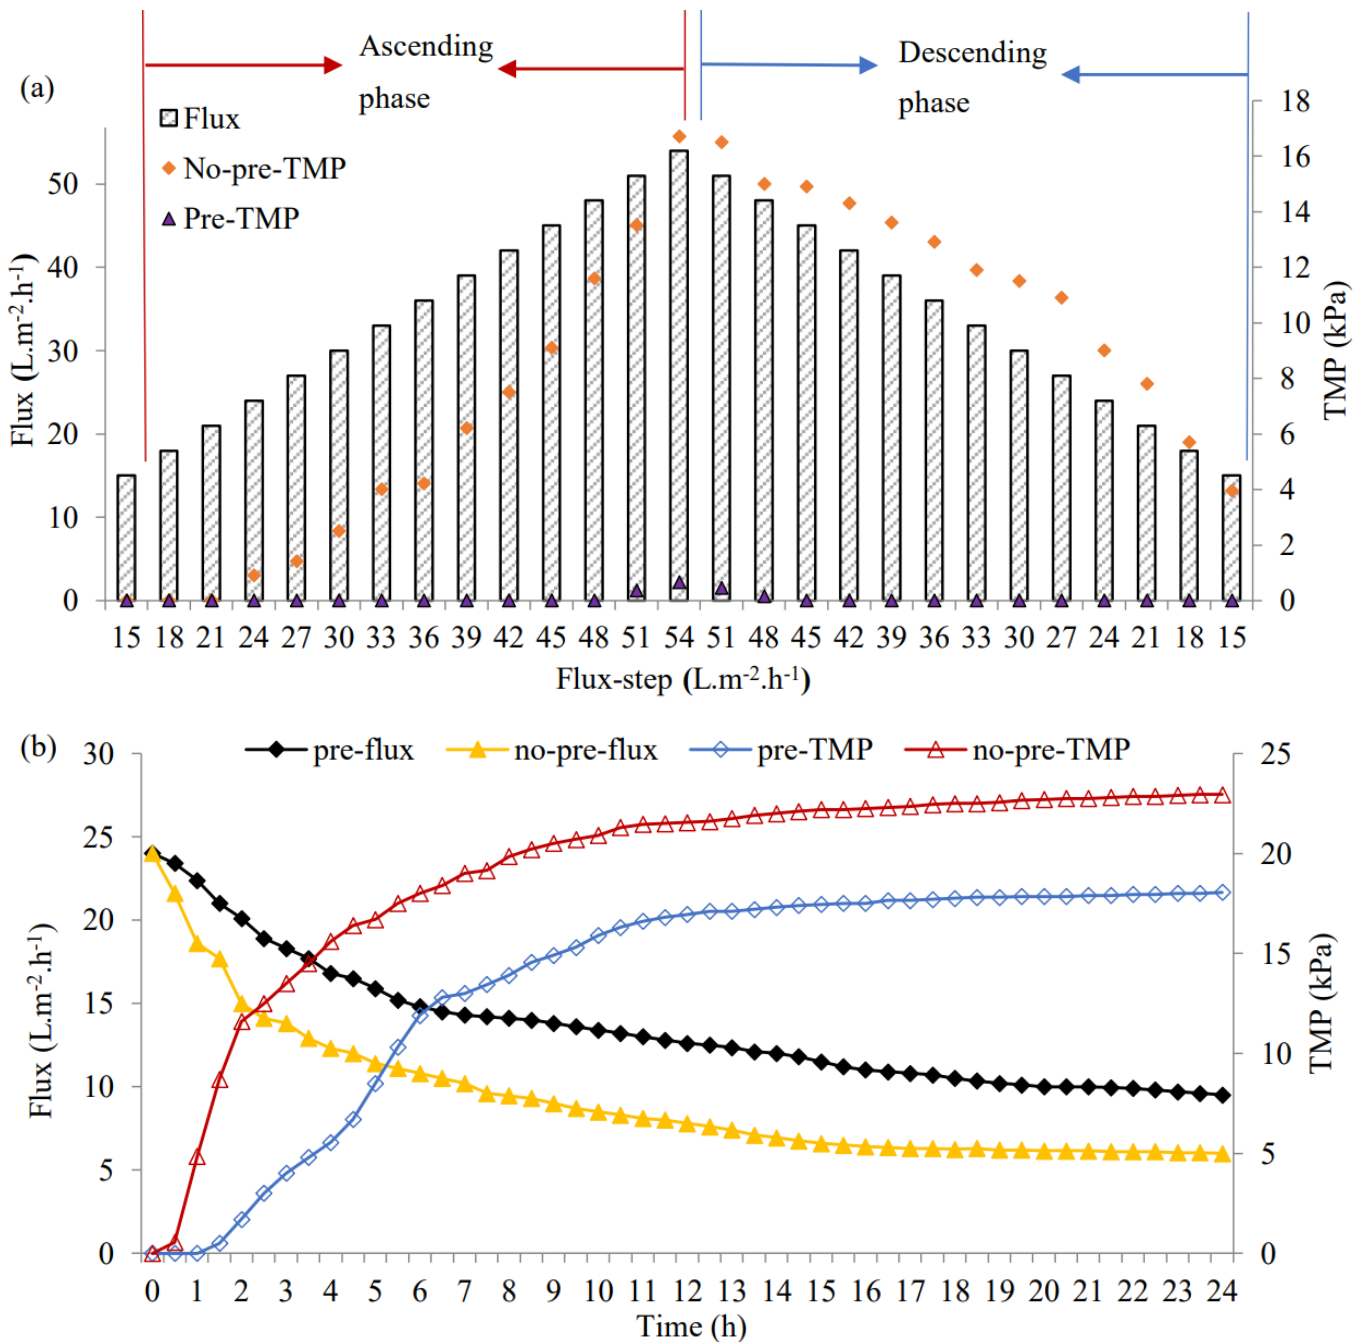 Ascending
phase
Descending
phase
(a)
Flux
No-pre-TMP
Pre-TMP
Flux (L.m-2.h-1)
50
40
30
20
10
0
18
16
14
12
10
8
6
4
2
0
TMP (kPa)
15 18 21 24 27 30 33 36 39 42 45 48 51 54 51 48 45 42 39 36 33 30 27 24 21 18 15
Flux-step (L.m-2.h-1)
(b)
pre-flux no-pre-flux pre-TMP no-pre-TMP
Flux (L.m-2.h-1)
30
25
20
15
10
5
0
25
20
15
10
5
0
TMP (kPa)
0 1 2 3 4 5 6 7 8 9 10 11 12 13 14 15 16 17 18 19 20 21 22 23 24
Time (h)